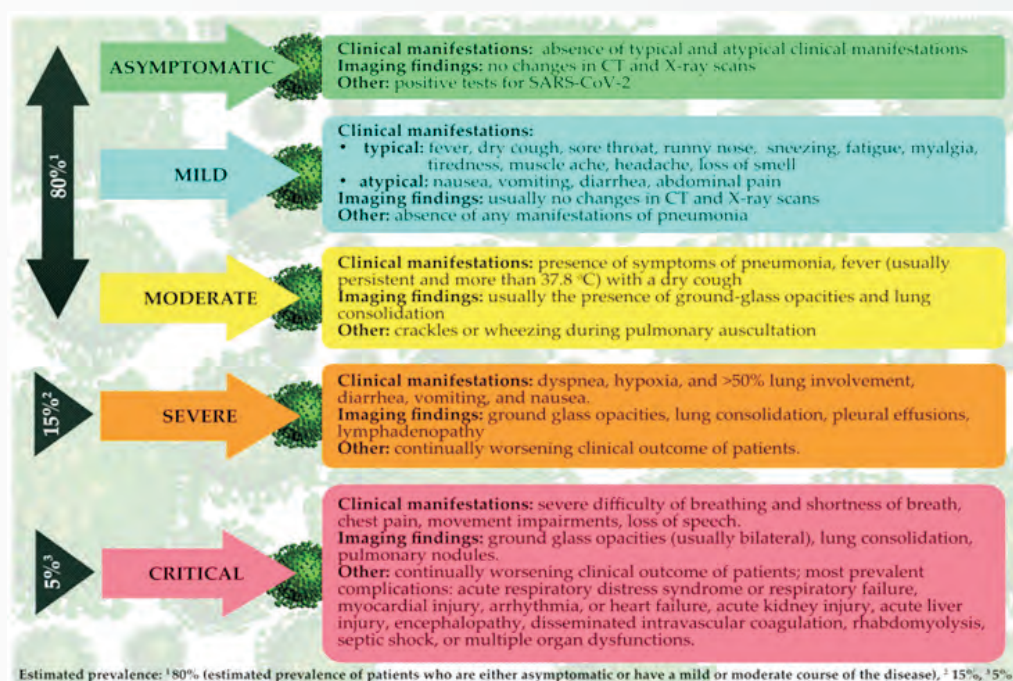 ASYMPTOMATIC
Clinical manifestations: absence of typical and atypical clinical manifestations
Imaging findings: no changes in CT and X-ray scans
Other: positive tests for SARS-CoV-2
80%¹
MILD
Clinical manifestations:
• typical: fever, dry cough, sore throat, runny nose, sneezing, fatigue, myalgia,
tiredness, muscle ache, headache, loss of smell
• atypical: nausea, vomiting, diarrhea, abdominal pain
Imaging findings: usually no changes in CT and X-ray scans
Other: absence of any manifestations of pneumonia
MODERATE
Clinical manifestations: presence of symptoms of pneumonia, fever (usually
persistent and more than 37.8 °C) with a dry cough
Imaging findings: usually the presence of ground-glass opacities and lung
consolidation
Other: crackles or wheezing during pulmonary auscultation
15%²
SEVERE
Clinical manifestations: dyspnea, hypoxia, and >50% lung involvement,
diarrhea, vomiting, and nausea.
Imaging findings: ground glass opacities, lung consolidation, pleural effusions,
lymphadenopathy
Other: continually worsening clinical outcome of patients.
5%³
CRITICAL
Clinical manifestations: severe difficulty of breathing and shortness of breath,
chest pain, movement impairments, loss of speech.
Imaging findings: ground glass opacities (usually bilateral), lung consolidation,
pulmonary nodules.
Other: continually worsening clinical outcome of patients; most prevalent
complications: acute respiratory distress syndrome or respiratory failure,
myocardial injury, arrhythmia, or heart failure, acute kidney injury, acute liver
injury, encephalopathy, disseminated intravascular coagulation, rhabdomyolysis,
septic shock, or multiple organ dysfunctions.
Estimated prevalence: ¹80% (estimated prevalence of patients who are either asymptomatic or have a mild or moderate course of the disease), ² 15%, ³5%